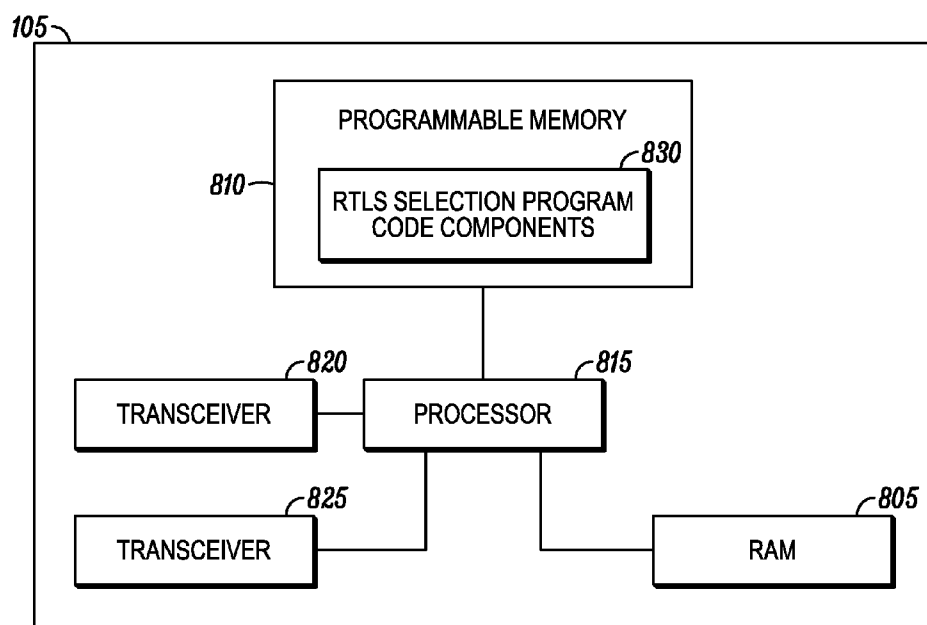 105
PROGRAMMABLE MEMORY
810
830
RTLS SELECTION PROGRAM
CODE COMPONENTS
820
815
TRANSCEIVER
PROCESSOR
825
805
TRANSCEIVER
RAM